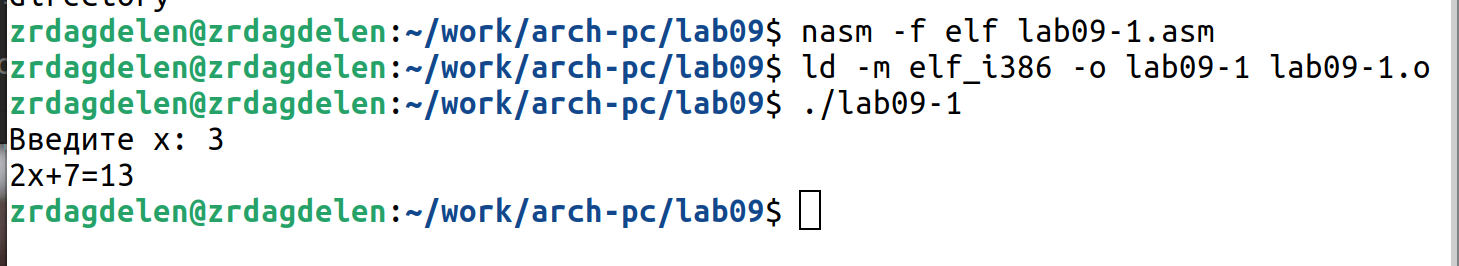 directory
zrdagdelen@zrdagdelen:~/work/arch-pc/lab09$ nasm -f elf lab09-1.asm
zrdagdelen@zrdagdelen:~/work/arch-pc/lab09$ ld -m elf_i386 -o lab09-1 lab09-1.o
zrdagdelen@zrdagdelen:~/work/arch-pc/lab09$ ./lab09-1
Введите x: 3
2x+7=13
zrdagdelen@zrdagdelen:~/work/arch-pc/lab09$